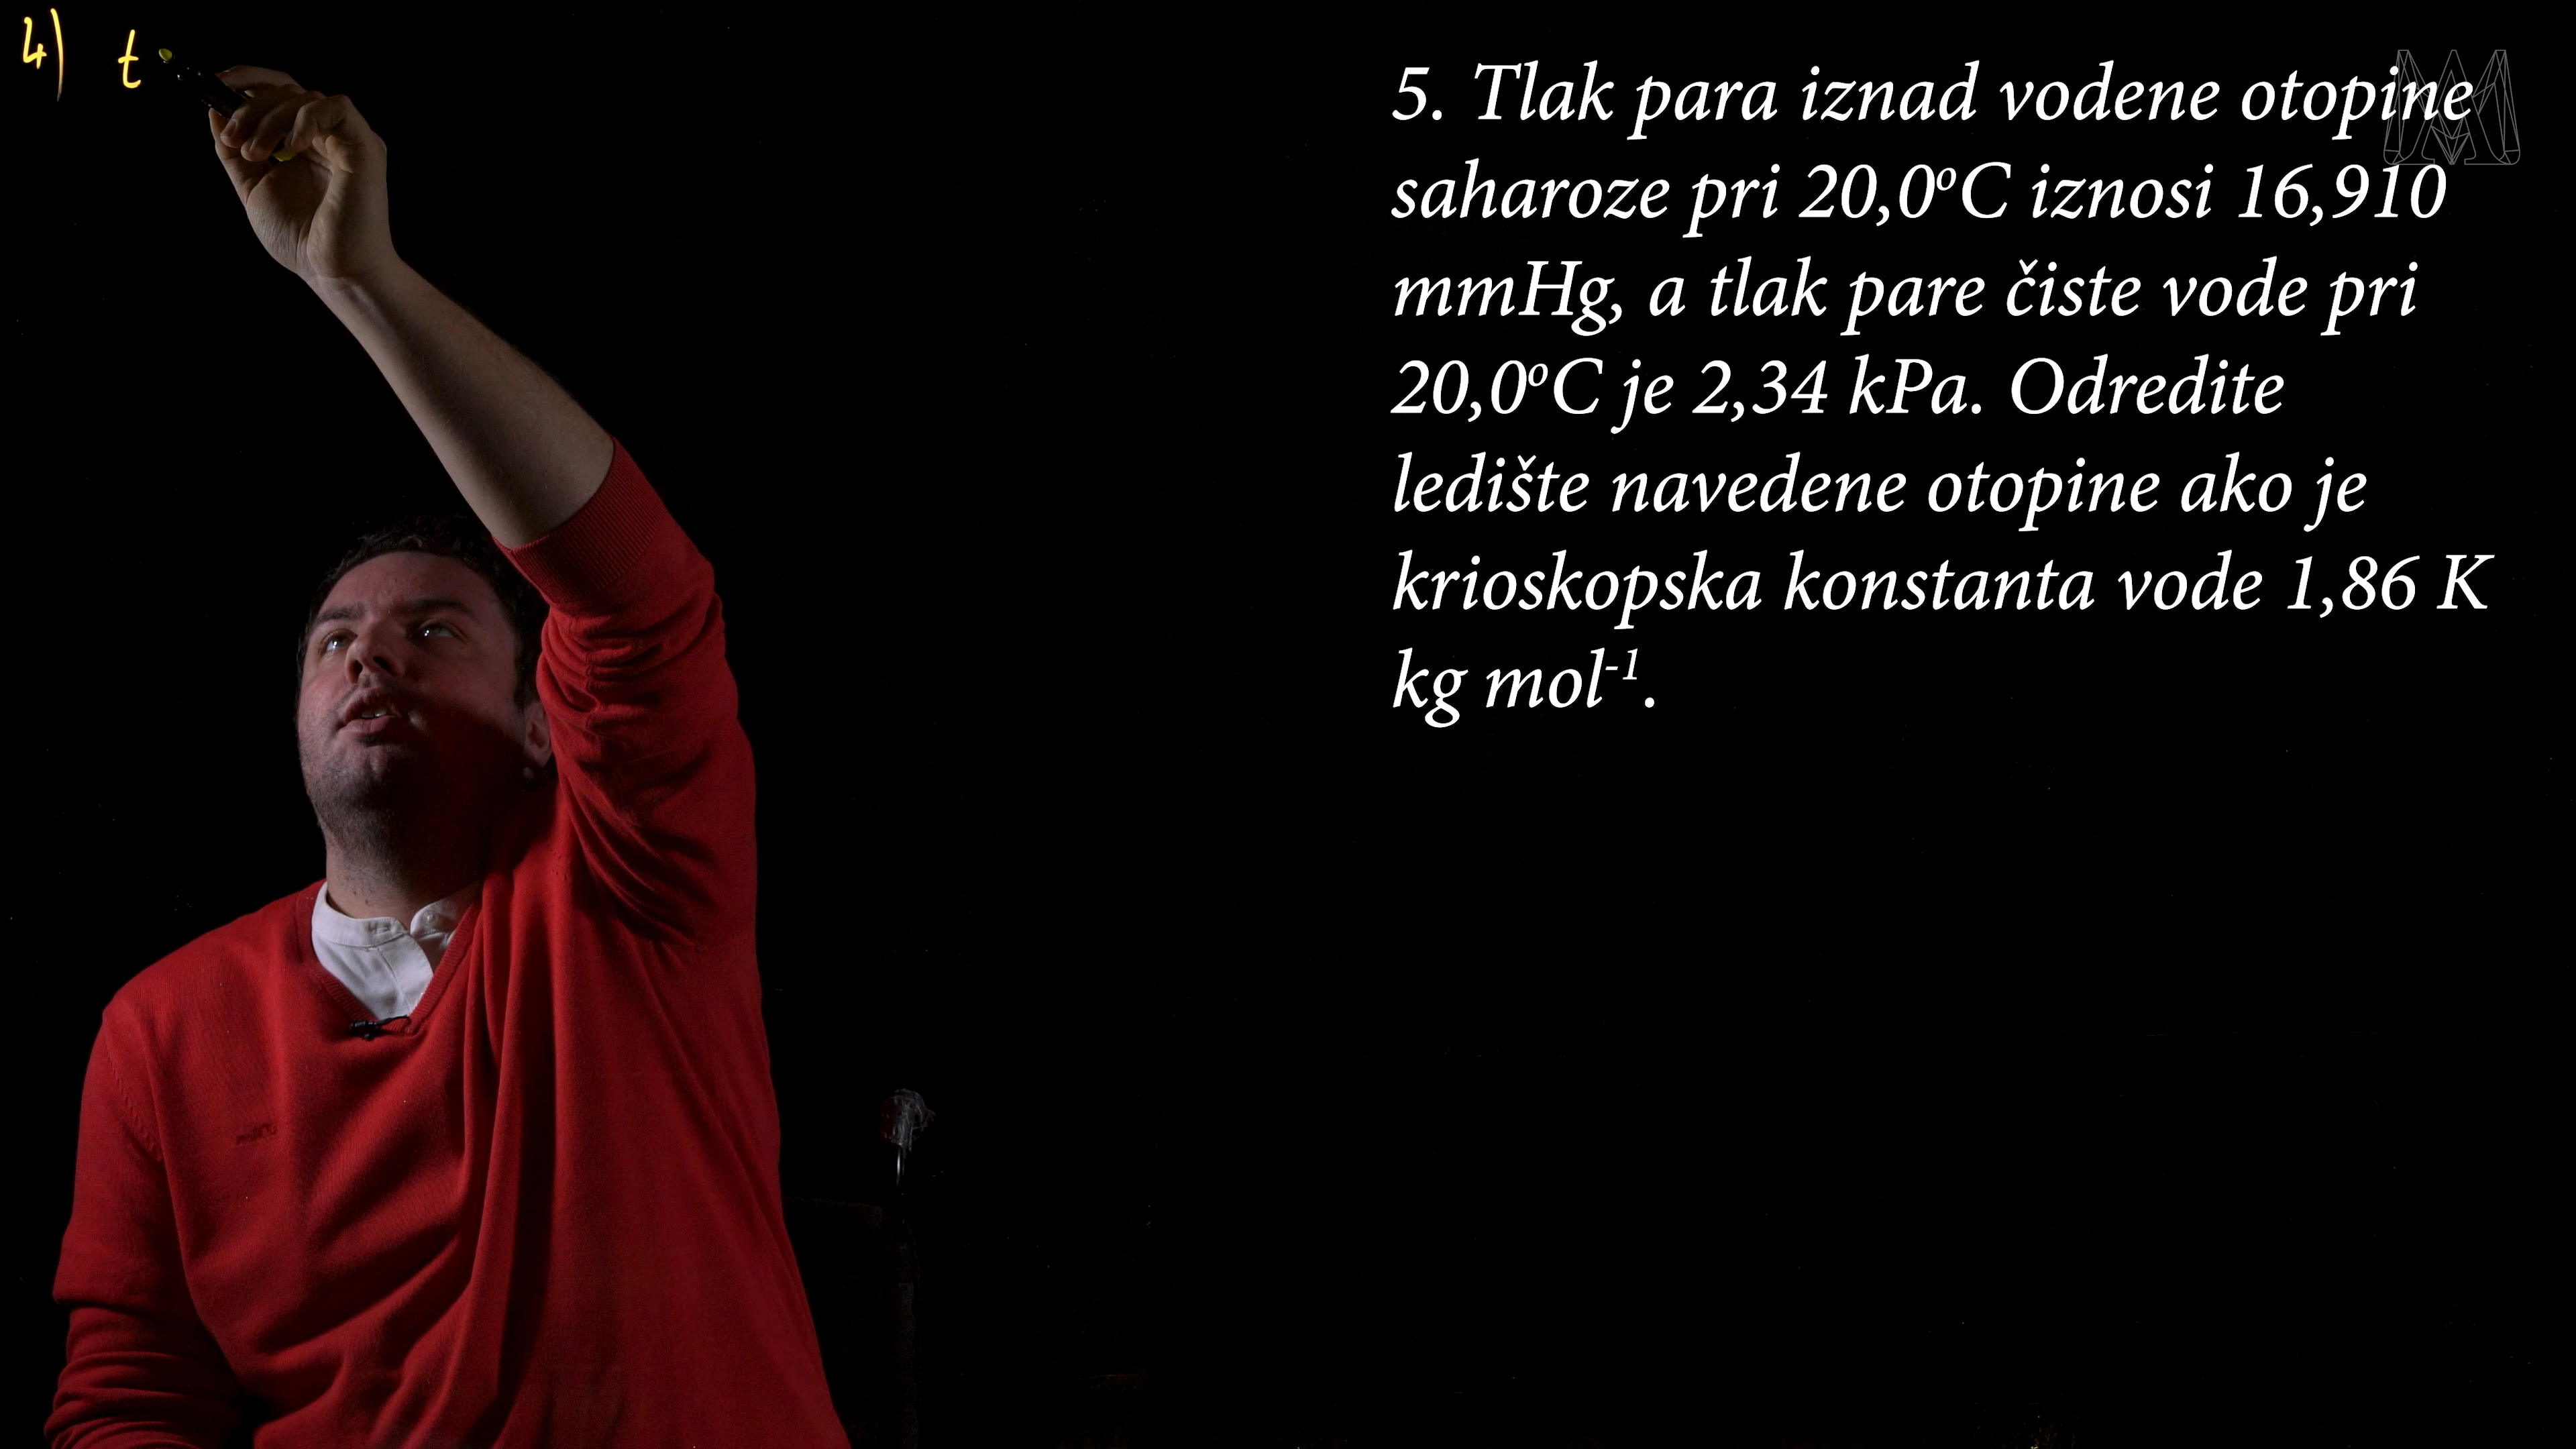 4) t
5. Tlak para iznad vodene otopine
saharoze pri 20,0ºC iznosi 16,910
mmHg, a tlak pare čiste vode pri
20,0ºC je 2,34 kPa. Odredite
ledište navedene otopine ako je
krioskopska konstanta vode 1,86 K
kg mol⁻¹.